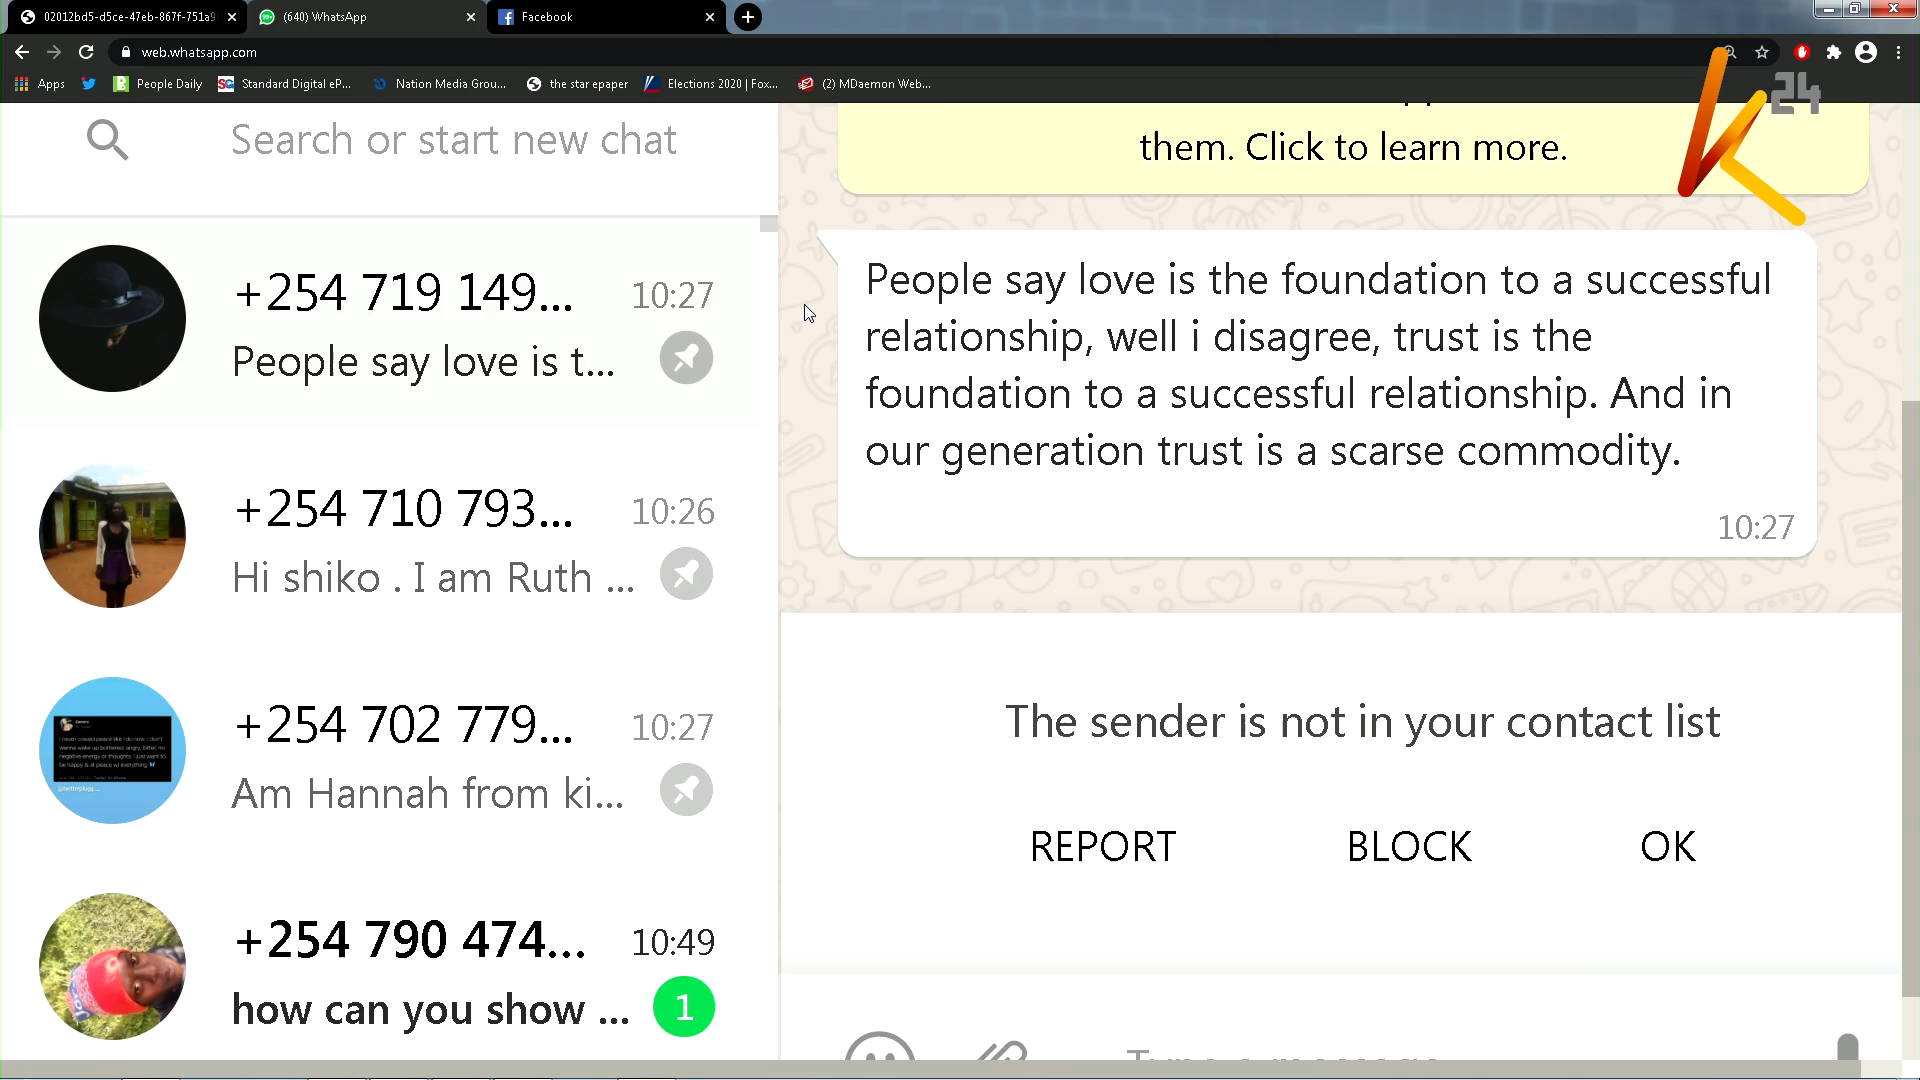 02012bd5-d5ce-47eb-867f-751a9
(640) WhatsApp
Facebook
web.whatsapp.com
Apps
People Daily
Standard Digital eP...
Nation Media Grou...
the star epaper
Elections 2020 | Fox...
(2) MDaemon Web...
24
Search or start new chat
them. Click to learn more.
+254 719 149...
10:27
People say love is t...
+254 710 793...
10:26
Hi shiko . I am Ruth ...
+254 702 779...
10:27
Am Hannah from ki...
+254 790 474...
10:49
how can you show ...
1
People say love is the foundation to a successful
relationship, well i disagree, trust is the
foundation to a successful relationship. And in
our generation trust is a scarse commodity.
10:27
The sender is not in your contact list
REPORT
BLOCK
OK
Type a message